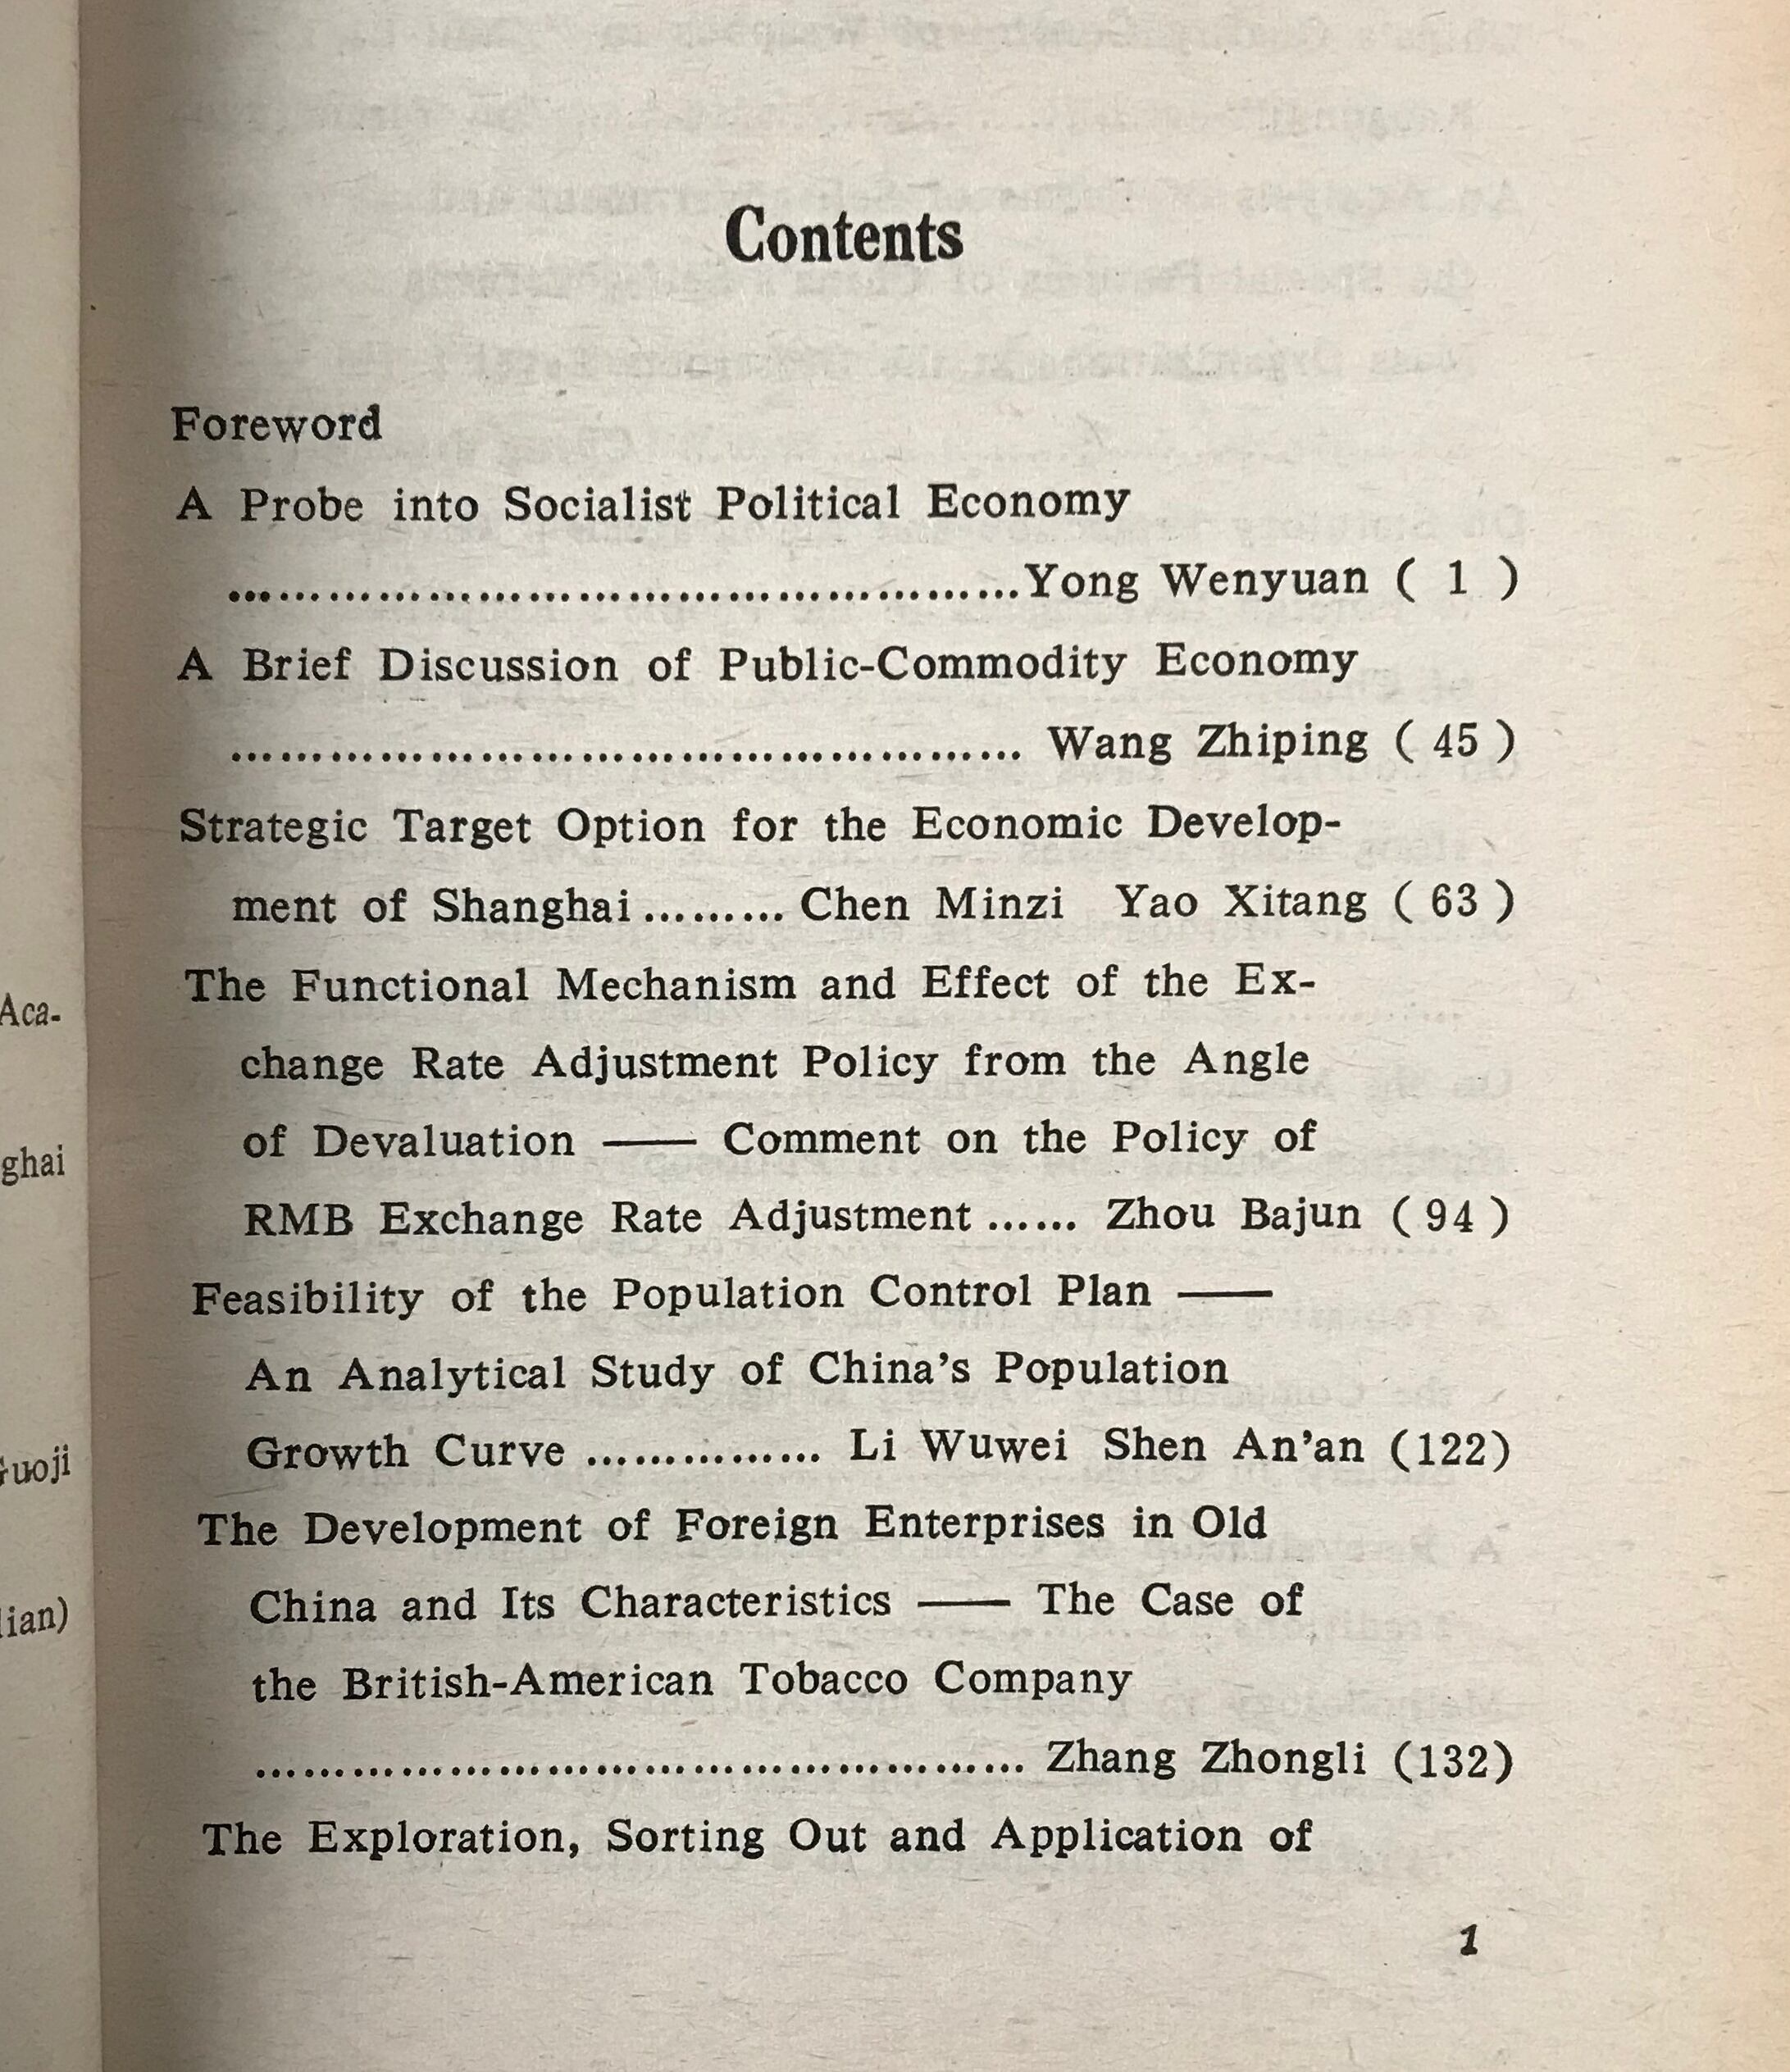 Contents
Foreword
A Probe into Socialist Political Economy
……………………………………Yong Wenyuan ( 1 )
A Brief Discussion of Public-Commodity Economy
…………………………………… Wang Zhiping ( 45 )
Strategic Target Option for the Economic Develop-
ment of Shanghai……… Chen Minzi Yao Xitang ( 63 )
The Functional Mechanism and Effect of the Ex-
change Rate Adjustment Policy from the Angle
of Devaluation —— Comment on the Policy of
RMB Exchange Rate Adjustment …… Zhou Bajun ( 94 )
Feasibility of the Population Control Plan ——
An Analytical Study of China's Population
Growth Curve …………… Li Wuwei Shen An'an (122)
The Development of Foreign Enterprises in Old
China and Its Characteristics —— The Case of
the British-American Tobacco Company
…………………………………… Zhang Zhongli (132)
The Exploration, Sorting Out and Application of
1
Aca-
ghai
uoji
ian)